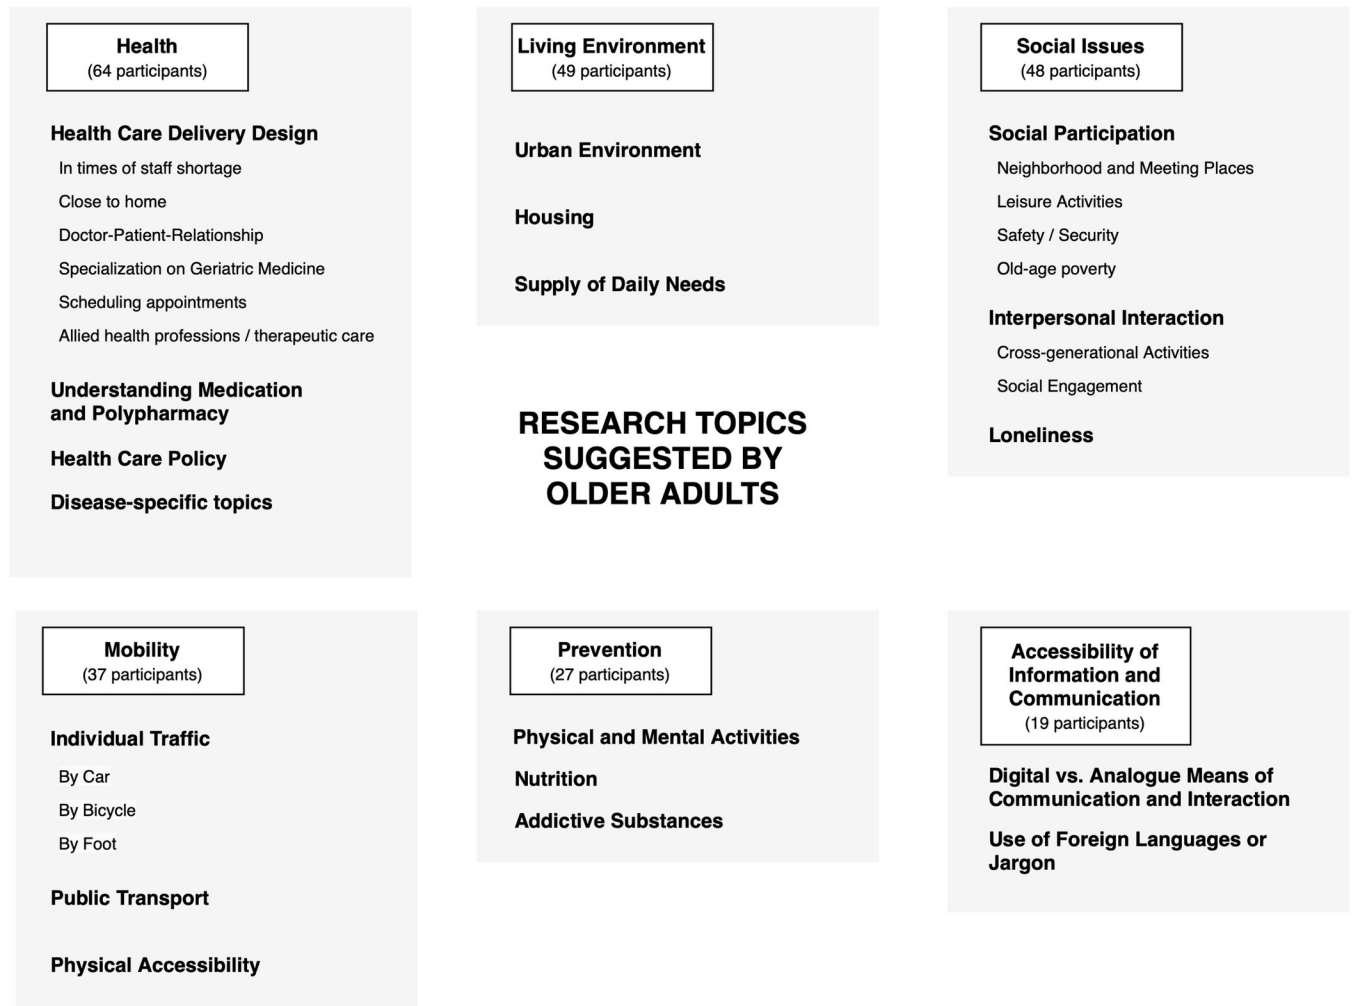 Health
(64 participants)
Health Care Delivery Design
In times of staff shortage
Close to home
Doctor-Patient-Relationship
Specialization on Geriatric Medicine
Scheduling appointments
Allied health professions / therapeutic care
Understanding Medication
and Polypharmacy
Health Care Policy
Disease-specific topics
Living Environment
(49 participants)
Urban Environment
Housing
Supply of Daily Needs
Social Issues
(48 participants)
Social Participation
Neighborhood and Meeting Places
Leisure Activities
Safety / Security
Old-age poverty
Interpersonal Interaction
Cross-generational Activities
Social Engagement
Loneliness
RESEARCH TOPICS
SUGGESTED BY
OLDER ADULTS
Mobility
(37 participants)
Individual Traffic
By Car
By Bicycle
By Foot
Public Transport
Physical Accessibility
Prevention
(27 participants)
Physical and Mental Activities
Nutrition
Addictive Substances
Accessibility of
Information and
Communication
(19 participants)
Digital vs. Analogue Means of
Communication and Interaction
Use of Foreign Languages or
Jargon